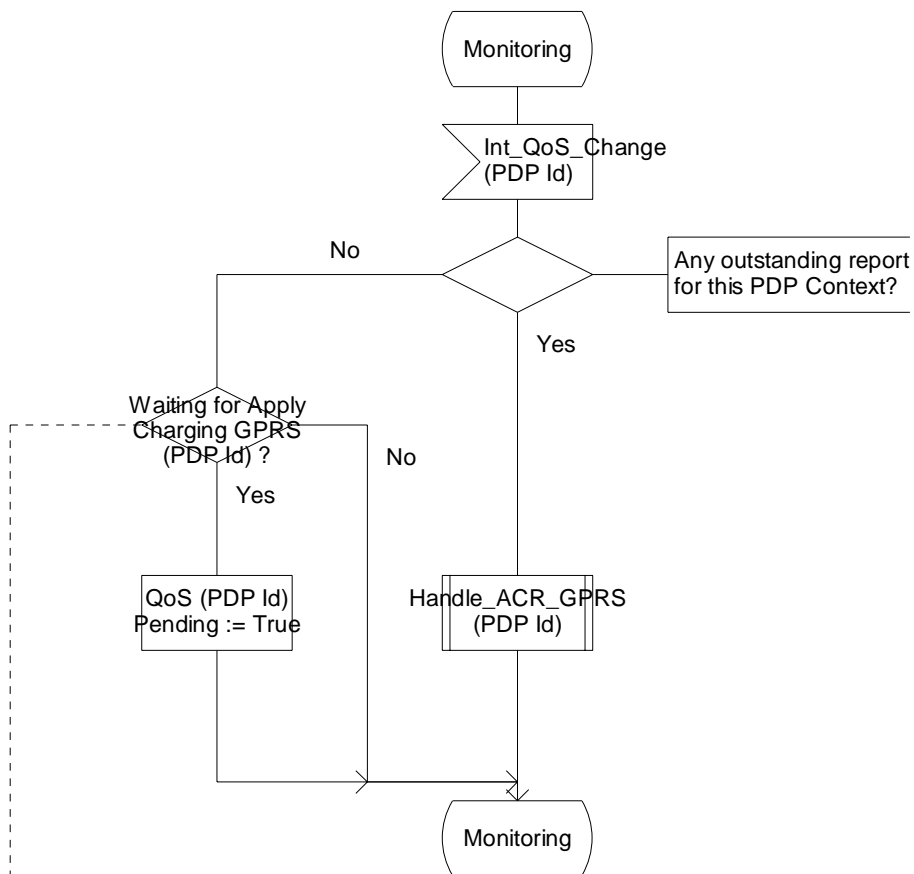 Monitoring
Int_QoS_Change
(PDP Id)
No
Any outstanding report
for this PDP Context?
Yes
Waiting for Apply
Charging GPRS
(PDP Id) ?
No
Yes
QoS (PDP Id)
Pending := True
Handle_ACR_GPRS
(PDP Id)
Monitoring